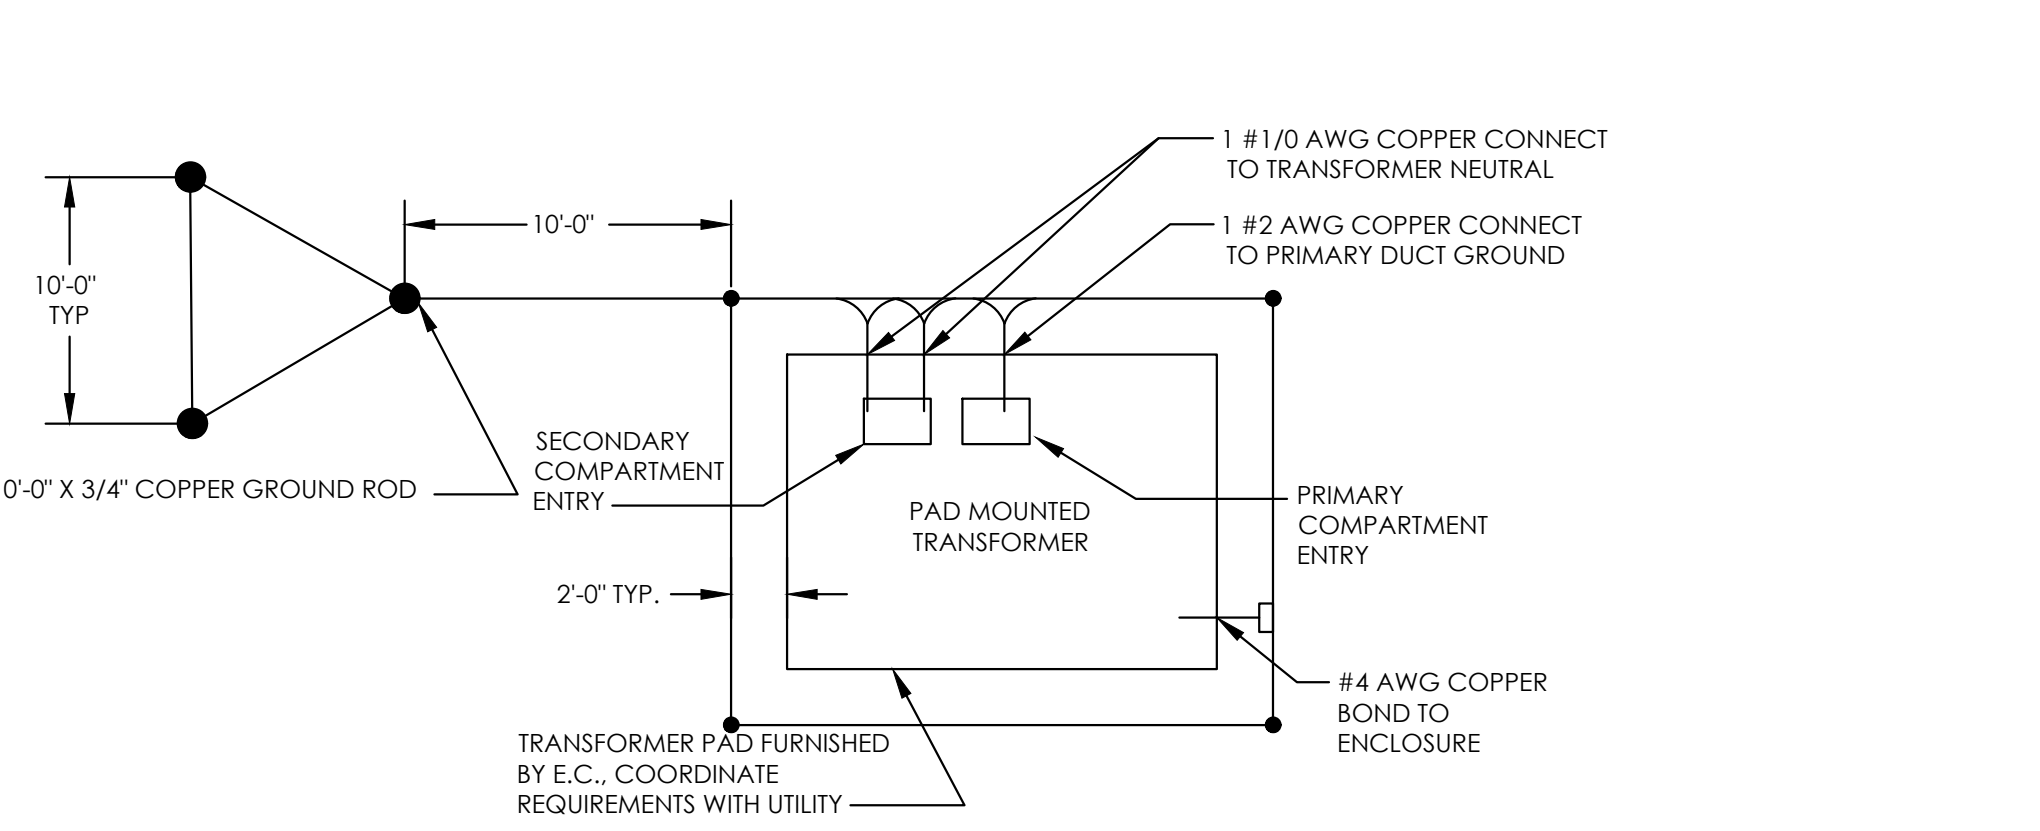 1 #1/0 AWG COPPER CONNECT
TO TRANSFORMER NEUTRAL
1 #2 AWG COPPER CONNECT
TO PRIMARY DUCT GROUND
10'-0"
10'-0"
TYP
0'-0" X 3/4" COPPER GROUND ROD
SECONDARY
COMPARTMENT
ENTRY
PAD MOUNTED
TRANSFORMER
PRIMARY
COMPARTMENT
ENTRY
2'-0" TYP.
#4 AWG COPPER
BOND TO
ENCLOSURE
TRANSFORMER PAD FURNISHED
BY E.C., COORDINATE
REQUIREMENTS WITH UTILITY